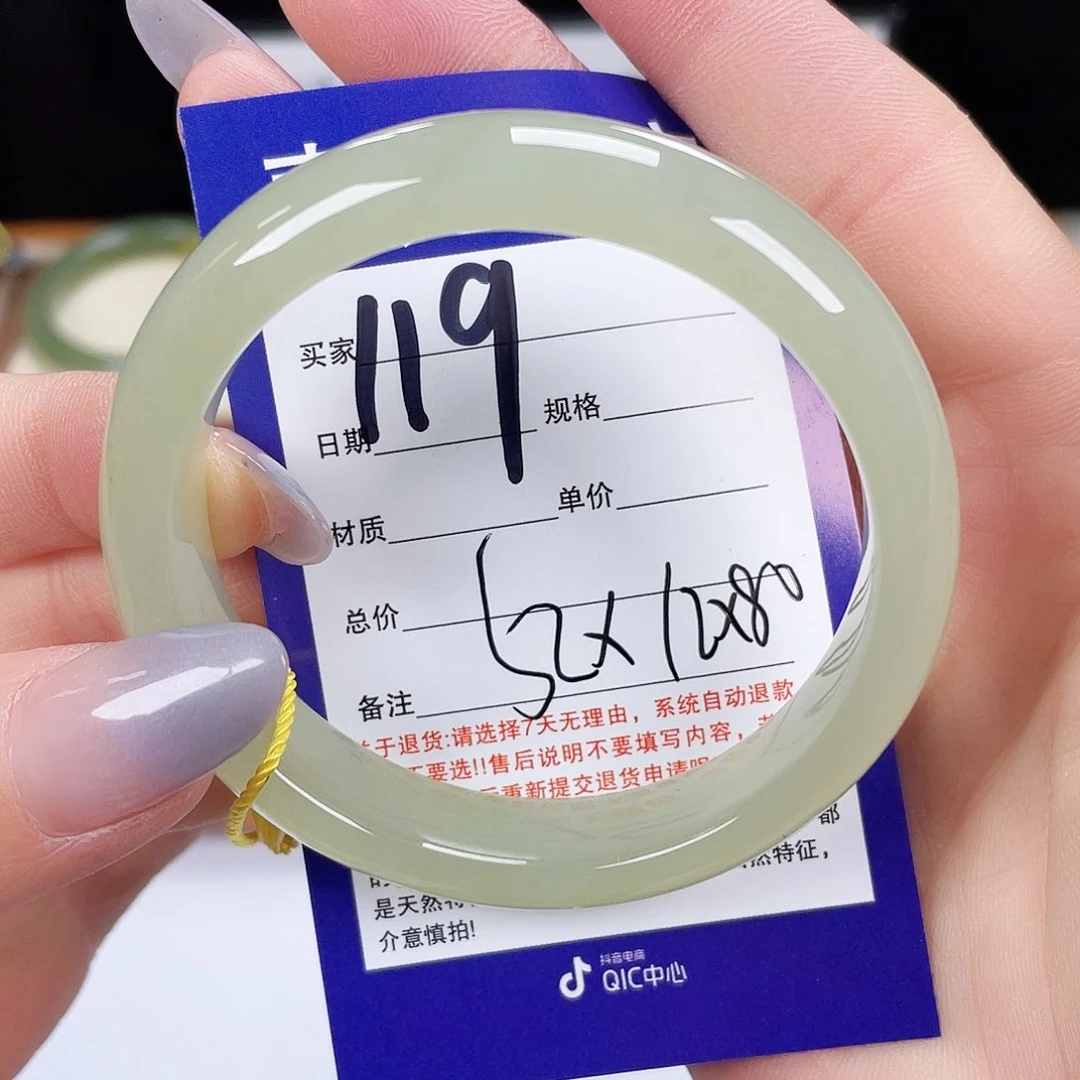 119
买家
日期 规格
材质 单价
总价
52x12x80
备注
于退货:请选择7天无理由，系统自动退款
要选!!售后说明不要填写内容，
重新提交退货申请
都
然特征，
是天然
介意慎拍!
抖音电商
QIC中心